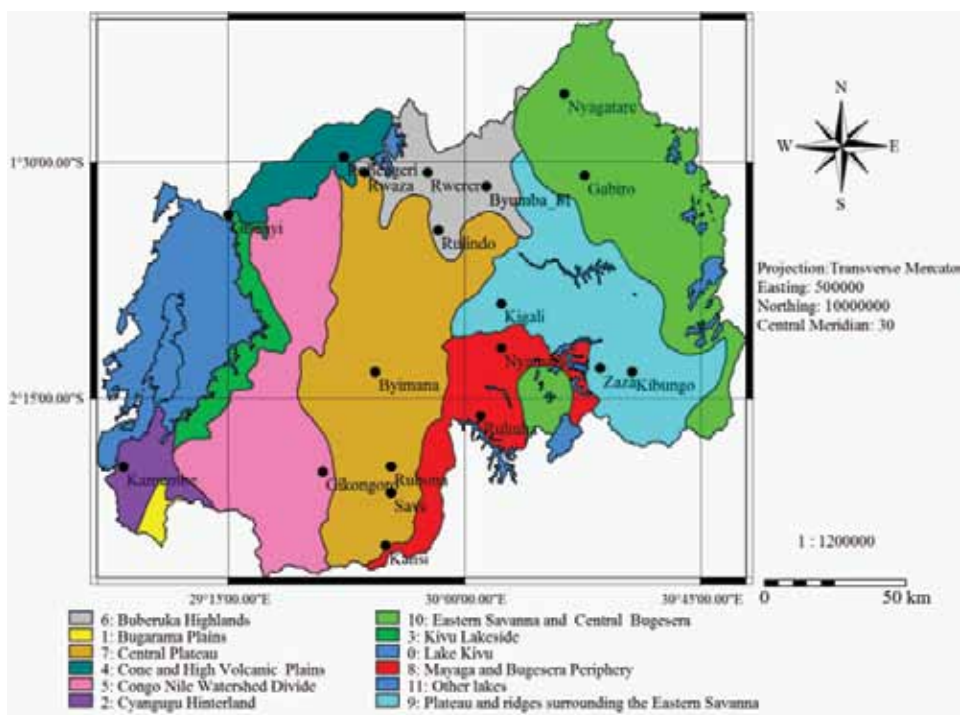 N
W E
S
Nyagatare
1°30'00.00"S
Rwaza
Rwerere
Gabiro
Byumba_
Rulindo
Projection:Transverse Mercator
Easting: 500000
Northing: 10000000
Central Meridian: 30
Kigali
Byimana
Zaza
Kibungo
2°15'00.00"S
Ruhuha
Kamembe
Gikongoro
Rubona
Save
Kansi
1 : 1200000
29°15'00.00"E
30°00'00.00"E
30°45'00.00"E
0 50 km
6: Buberuka Highlands
1: Bugarama Plains
7: Central Plateau
4: Cone and High Volcanic Plains
5: Congo Nile Watershed Divide
2: Cyangugu Hinterland
10: Eastern Savanna and Central Bugesera
3: Kivu Lakeside
0: Lake Kivu
8: Mayaga and Bugesera Periphery
11: Other lakes
9: Plateau and ridges surrounding the Eastern Savanna